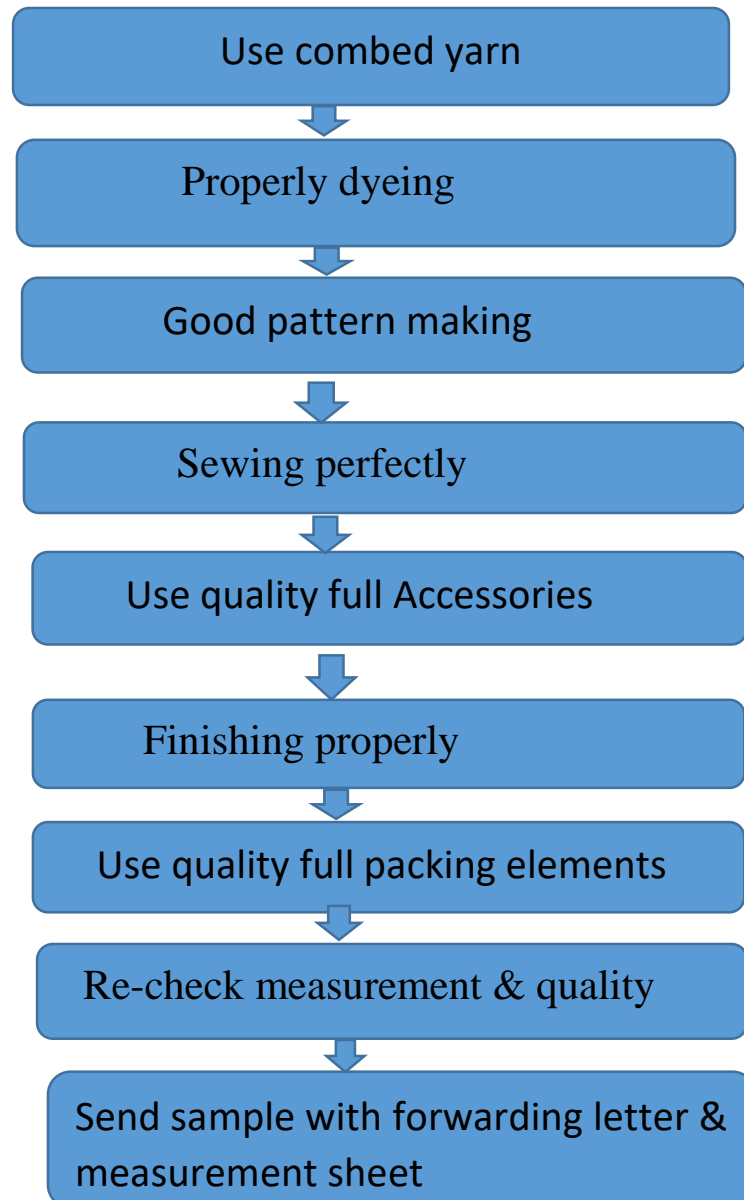 Use combed yarn
Properly dyeing
Good pattern making
Sewing perfectly
Use quality full Accessories
Finishing properly
Use quality full packing elements
Re-check measurement & quality
Send sample with forwarding letter &
measurement sheet